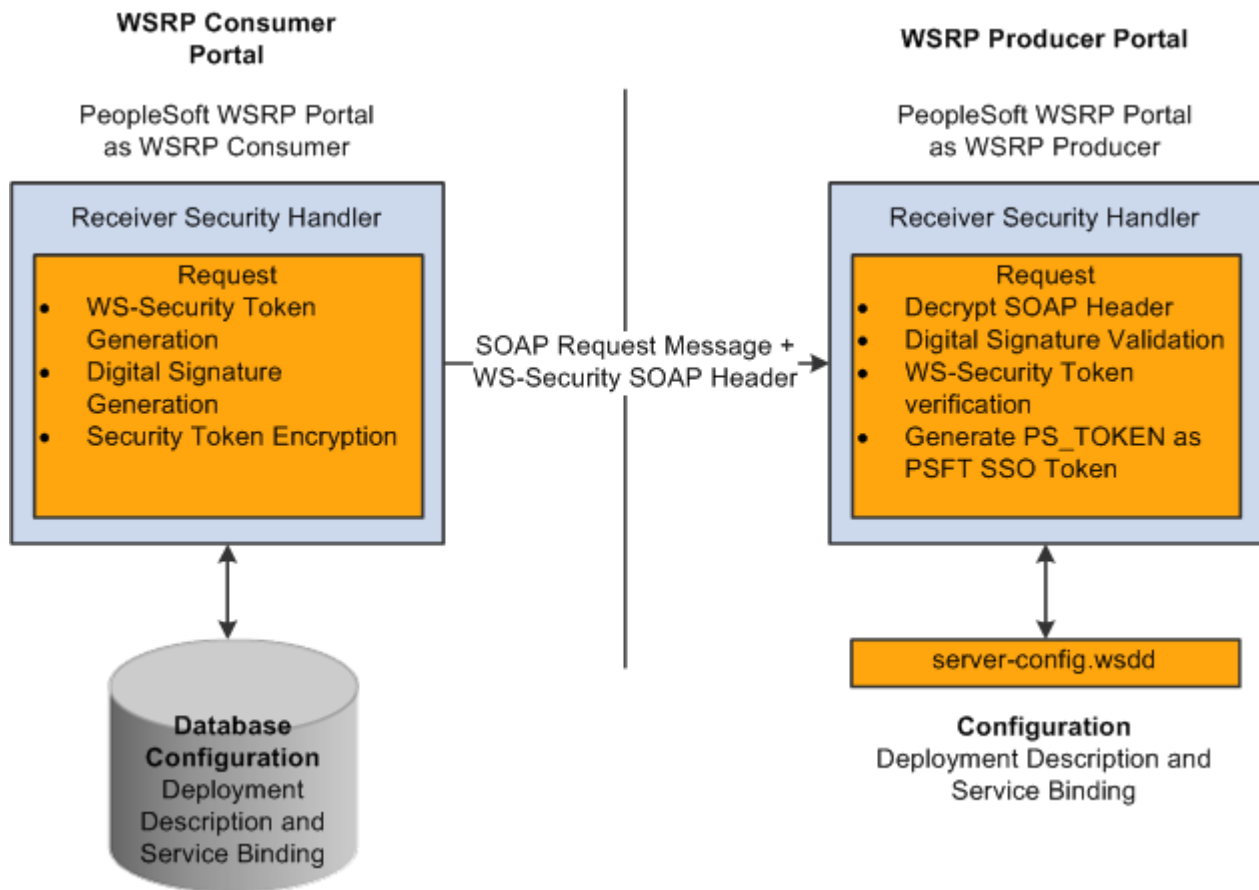 WSRP Consumer
Portal
PeopleSoft WSRP Portal
as WSRP Consumer
Receiver Security Handler
Request
• WS-Security Token
Generation
• Digital Signature
Generation
• Security Token Encryption
Database
Configuration
Deployment
Description and
Service Binding
SOAP Request Message +
WS-Security SOAP Header
WSRP Producer Portal
PeopleSoft WSRP Portal
as WSRP Producer
Receiver Security Handler
Request
• Decrypt SOAP Header
• Digital Signature Validation
• WS-Security Token
verification
• Generate PS_TOKEN as
PSFT SSO Token
server-config.wsdd
Configuration
Deployment Description and
Service Binding